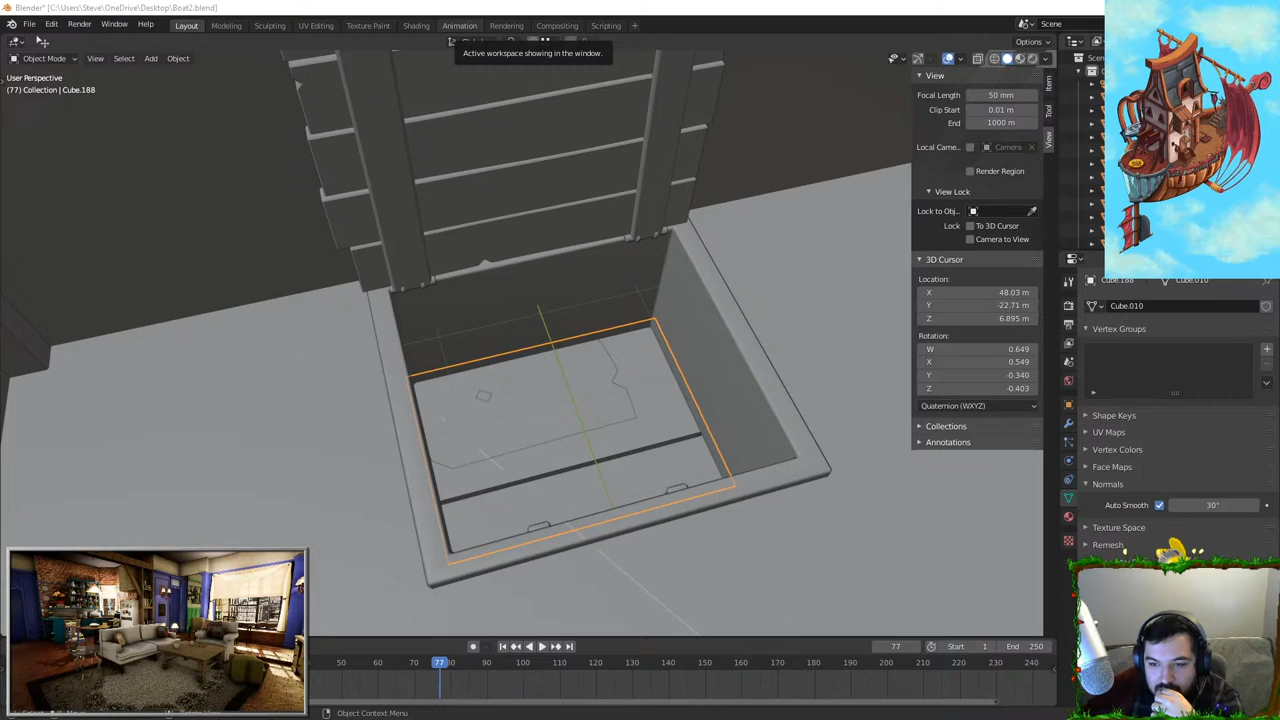 Blender* [C:\Users\Steve\OneDrive\Desktop\Boat2.blend]
File Edit Render Window Help Layout Modeling Sculpting UV Editing Texture Paint Shading Animation Rendering Compositing Scripting Scene
Active workspace showing in the window.
Options
Object Mode View Select Add Object
User Perspective
(77) Collection | Cube.188
View
Focal Length 50 mm
Clip Start 0.01 m
End 1000 m
Local Came... Camera
Render Region
View Lock
Lock to Obj...
Lock To 3D Cursor
Camera to View
3D Cursor
Location:
X 48.03 m
Y -22.71 m
Z 6.895 m
Rotation:
W 0.649
X 0.549
Y -0.340
Z -0.403
Quaternion (WXYZ)
Collections
Annotations
Item
Tool
View
Cube.188 Cube.010
Cube.010
Vertex Groups
Shape Keys
UV Maps
Vertex Colors
Face Maps
Normals
Auto Smooth 30°
Texture Space
Remesh
77 Start 1 End 250
50 60 70 77 80 90 100 110 120 130 140 150 160 170 180 190 200 210 220 230 240
Object Context Menu